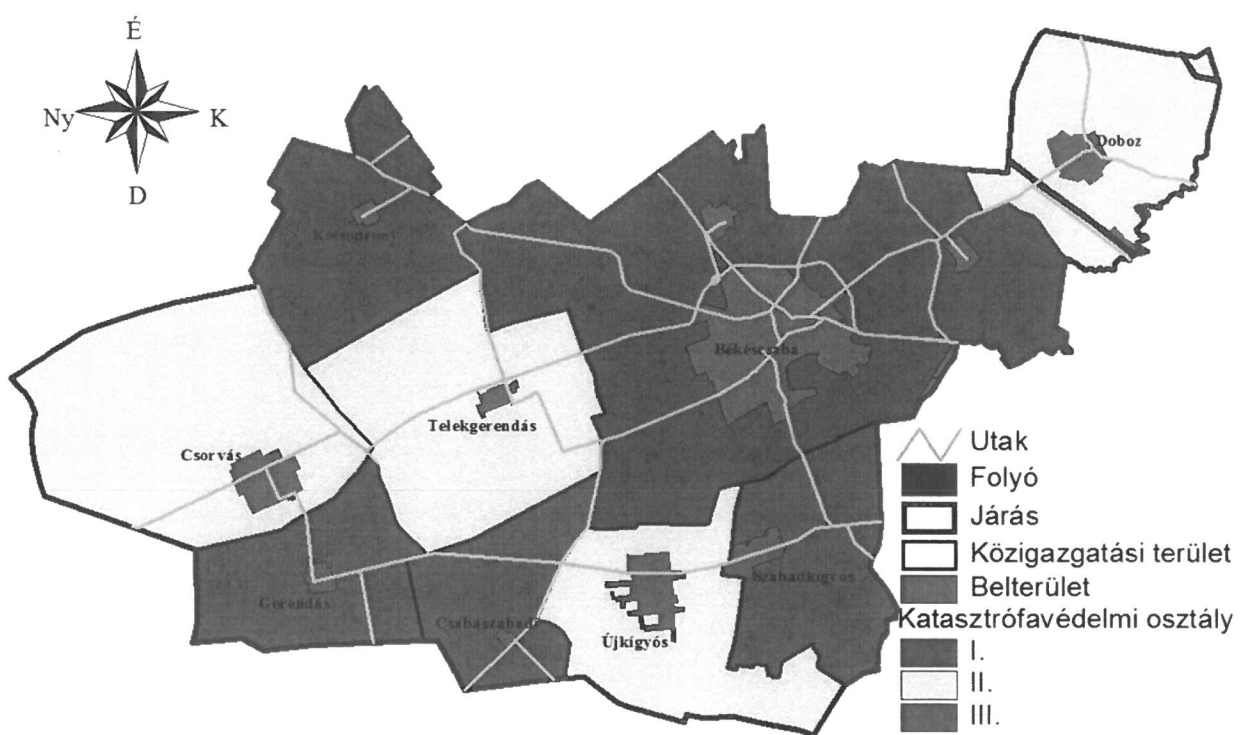 É
Ny
K
D
Doboz
Kétsoprony
Békéscsaba
Telekgerendás
Csorvás
Gerendás
Csabaszabadi
Újkígyós
Szabadkígyós
Utak
Folyó
Járás
Közigazgatási terület
Belterület
Katasztrófavédelmi osztály
I.
II.
III.